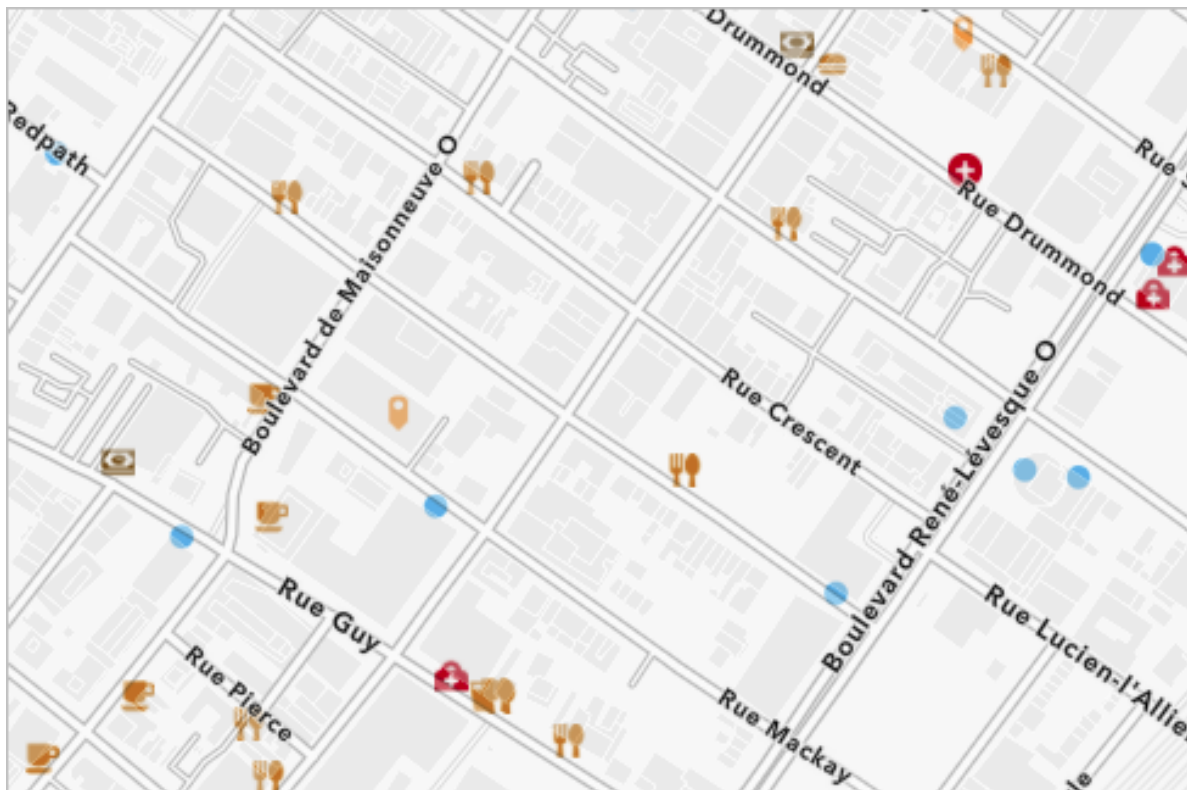 Drummond
Redpath
Rue
Boulevard de Maisonneuve O
Rue Drummond
Rue Crescent
Boulevard René-Lévesque O
Rue Guy
Rue Lucien-l'Allier
Rue Pierce
Rue Mackay